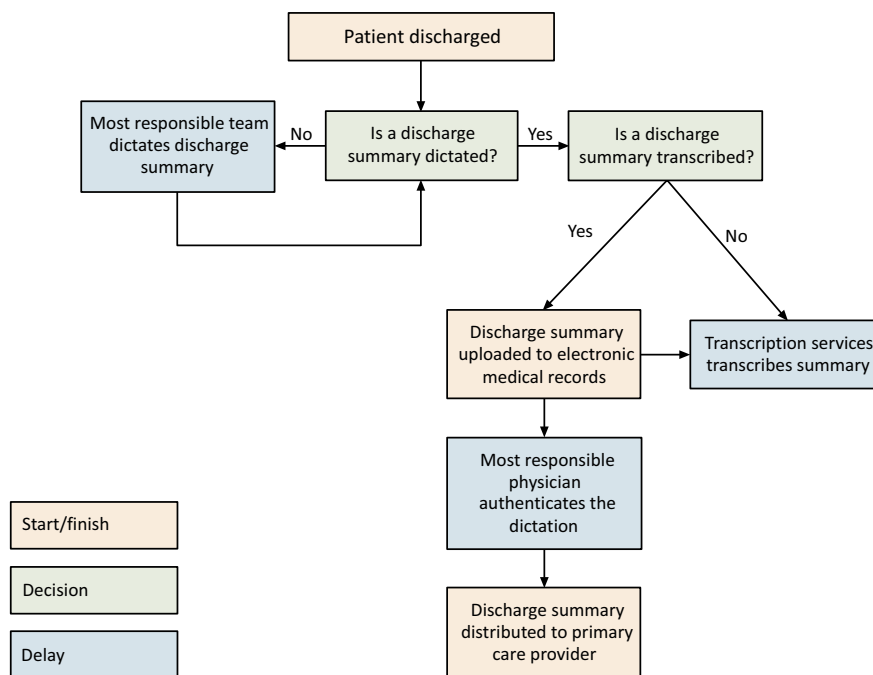 Patient discharged
Most responsible team
dictates discharge
summary
No
Is a discharge
summary dictated?
Yes
Is a discharge
summary transcribed?
Yes
No
Discharge summary
uploaded to electronic
medical records
Transcription services
transcribes summary
Most responsible
physician
authenticates the
dictation
Discharge summary
distributed to primary
care provider
Start/finish
Decision
Delay